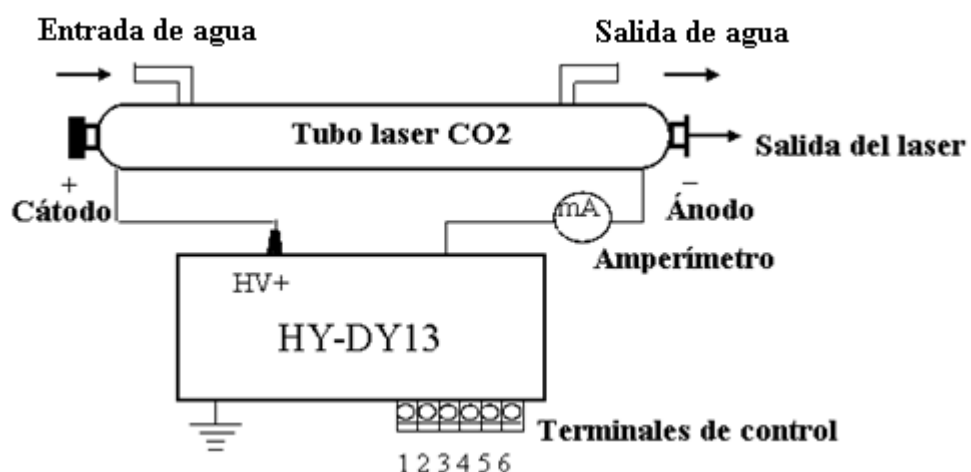 Entrada de agua
Salida de agua
Tubo laser CO2
Salida del laser
+
Cátodo
mA
−
Ánodo
Amperímetro
HV+
HY-DY13
Terminales de control
1 2 3 4 5 6